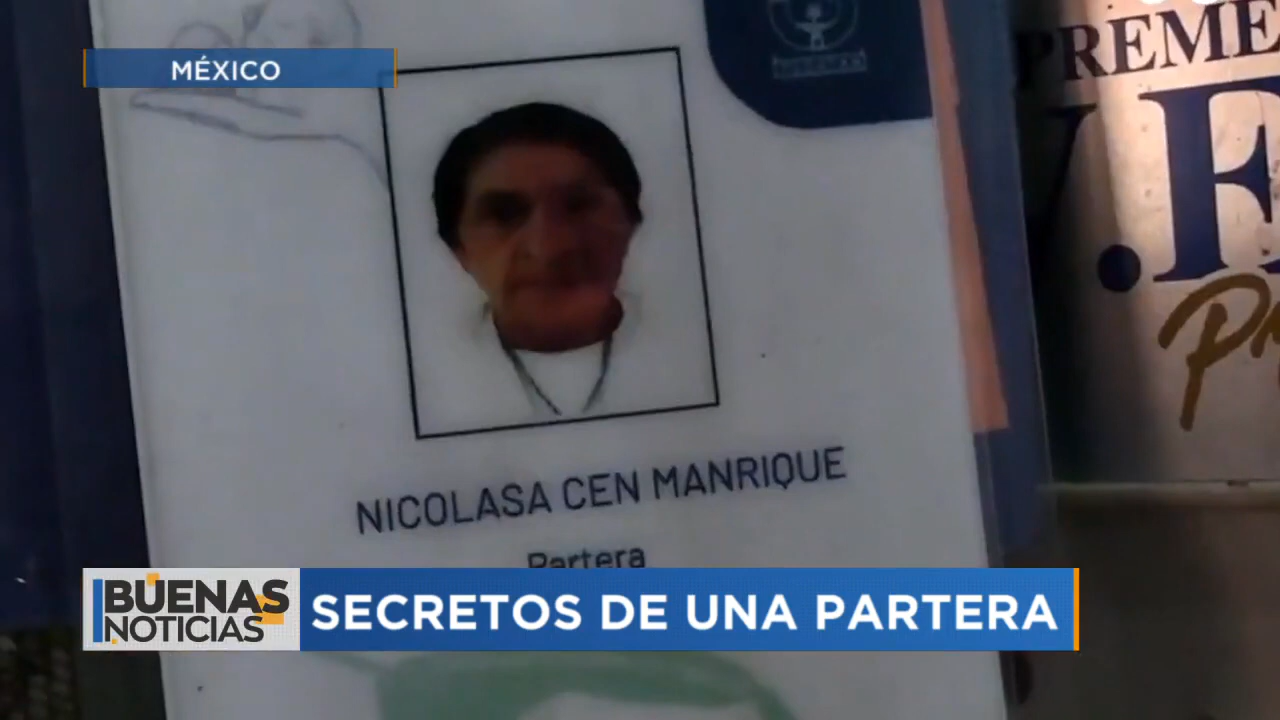 MÉXICO
PREME
.E
NICOLASA CEN MANRIQUE
Partera
BUENAS
NOTICIAS
SECRETOS DE UNA PARTERA